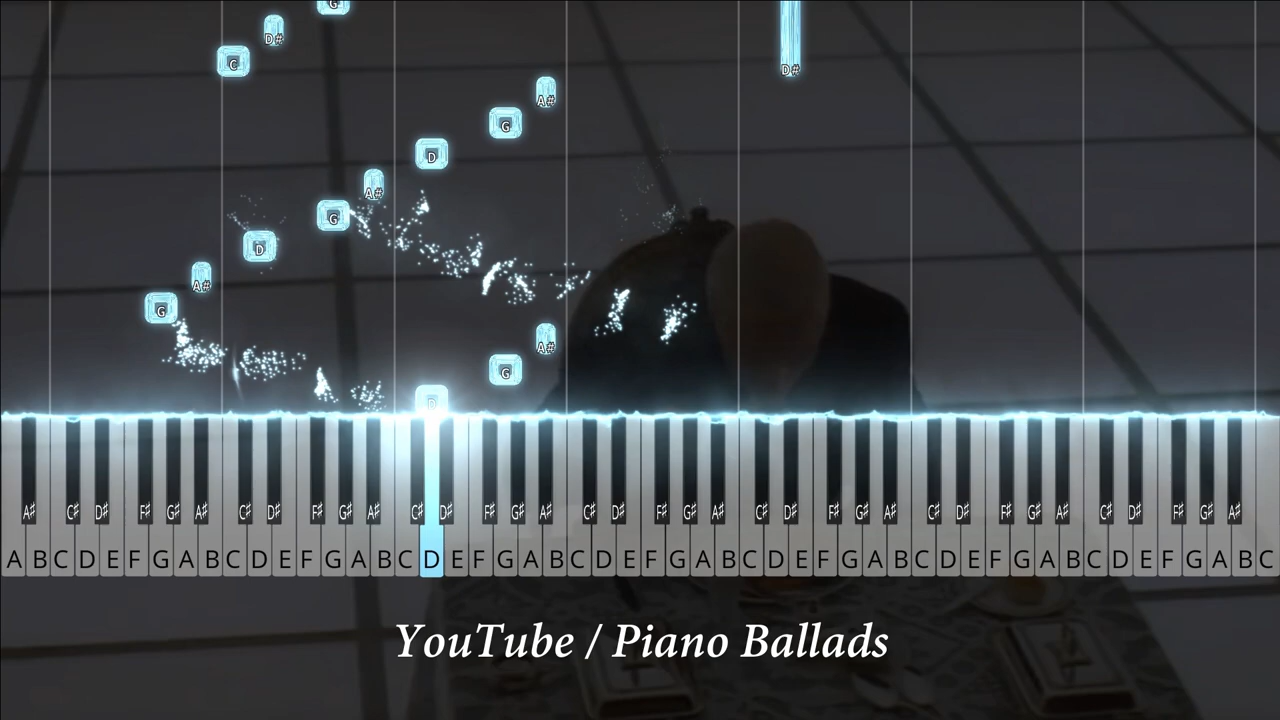 G
D#
C
D#
A#
G
D
A#
G
D
A#
G
A#
G
D
A♯ C♯ D♯ F♯ G♯ A♯ C♯ D♯ F♯ G♯ A♯ C♯ D♯ F♯ G♯ A♯ C♯ D♯ F♯ G♯ A♯ C♯ D♯ F♯ G♯ A♯ C♯ D♯ F♯ G♯ A♯ C♯ D♯ F♯ G♯ A♯
A B C D E F G A B C D E F G A B C D E F G A B C D E F G A B C D E F G A B C D E F G A B C D E F G A B C
YouTube / Piano Ballads